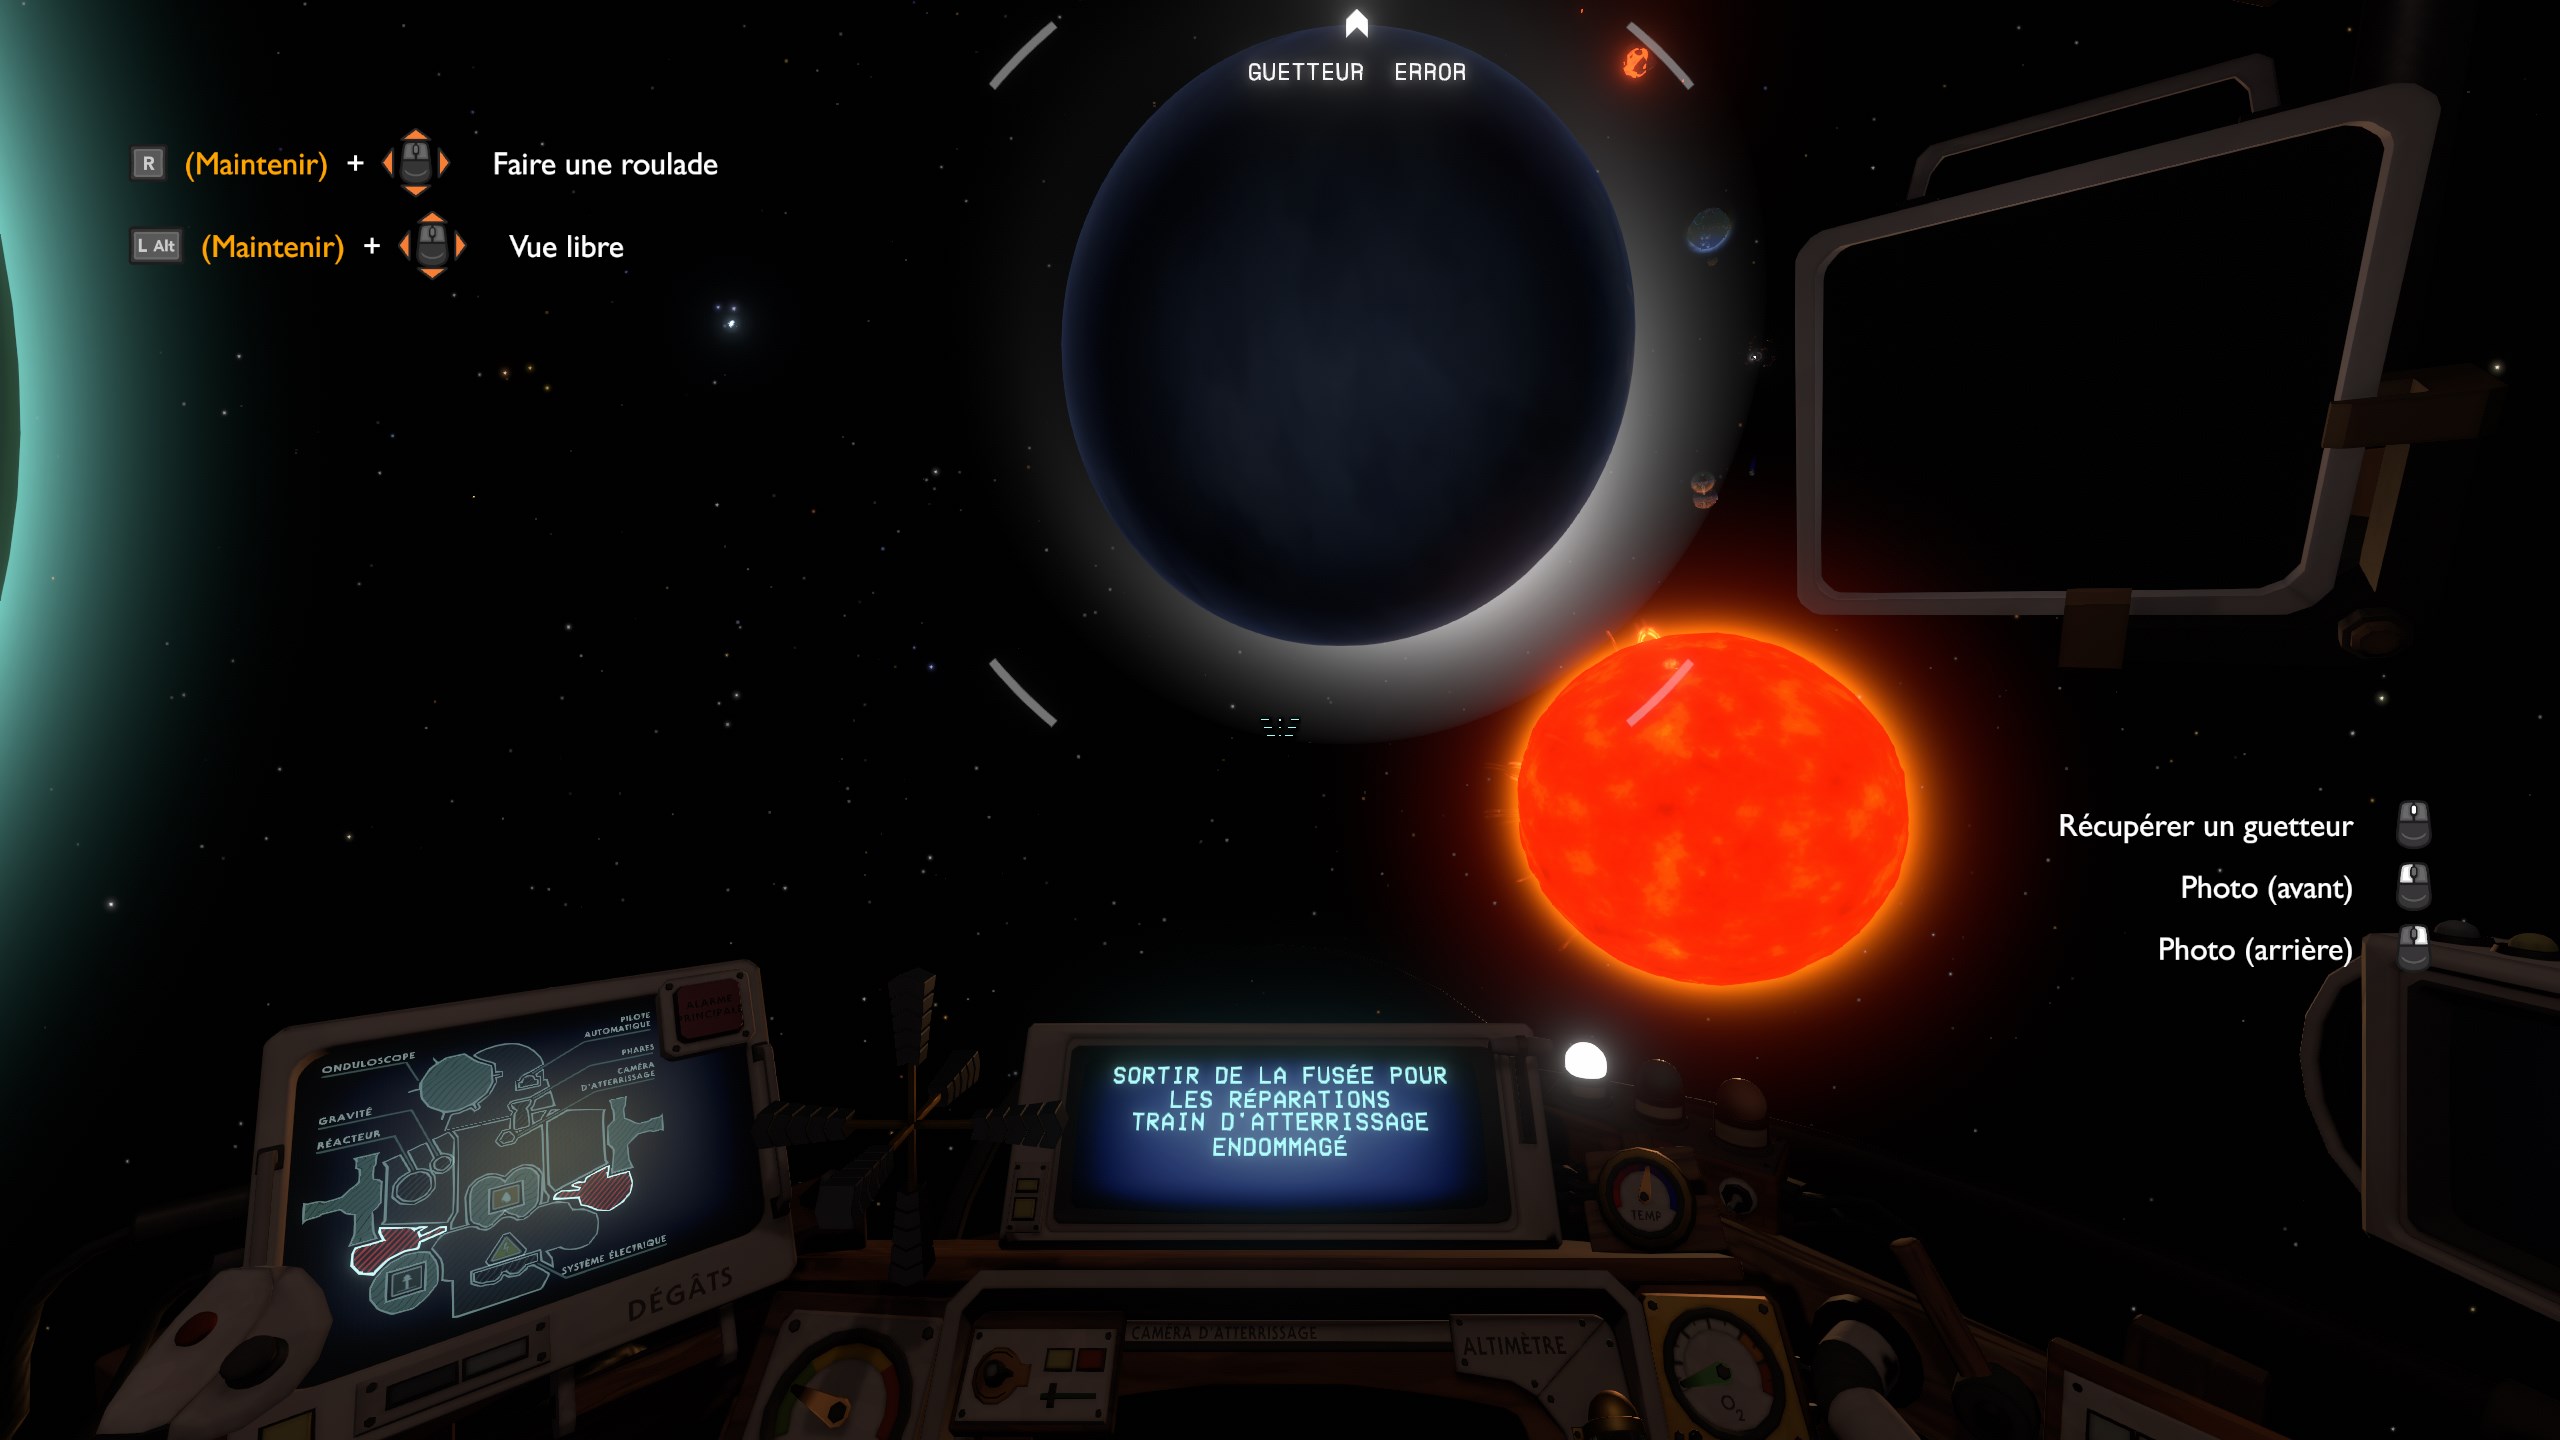 GUETTEUR ERROR
R (Maintenir) + Faire une roulade
L Alt (Maintenir) + Vue libre
Récupérer un guetteur
Photo (avant)
Photo (arrière)
ALARME
PRINCIPALE
PILOTE
AUTOMATIQUE
ONDULOSCOPE
PHARES
CAMÉRA
D'ATTERRISSAGE
GRAVITÉ
RÉACTEUR
SYSTÈME ÉLECTRIQUE
DÉGÂTS
SORTIR DE LA FUSÉE POUR
LES RÉPARATIONS
TRAIN D'ATTERRISSAGE
ENDOMMAGÉ
TEMP
CAMÉRA D'ATTERRISSAGE
ALTIMÈTRE
O2